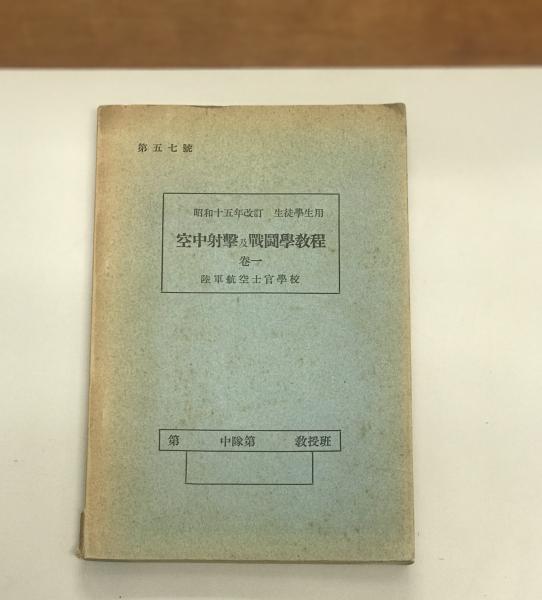 第五七號
昭和十五年改訂 生徒學生用
空中射擊及戰鬪學敎程
卷一
陸軍航空士官學校
第 中隊第 敎授班